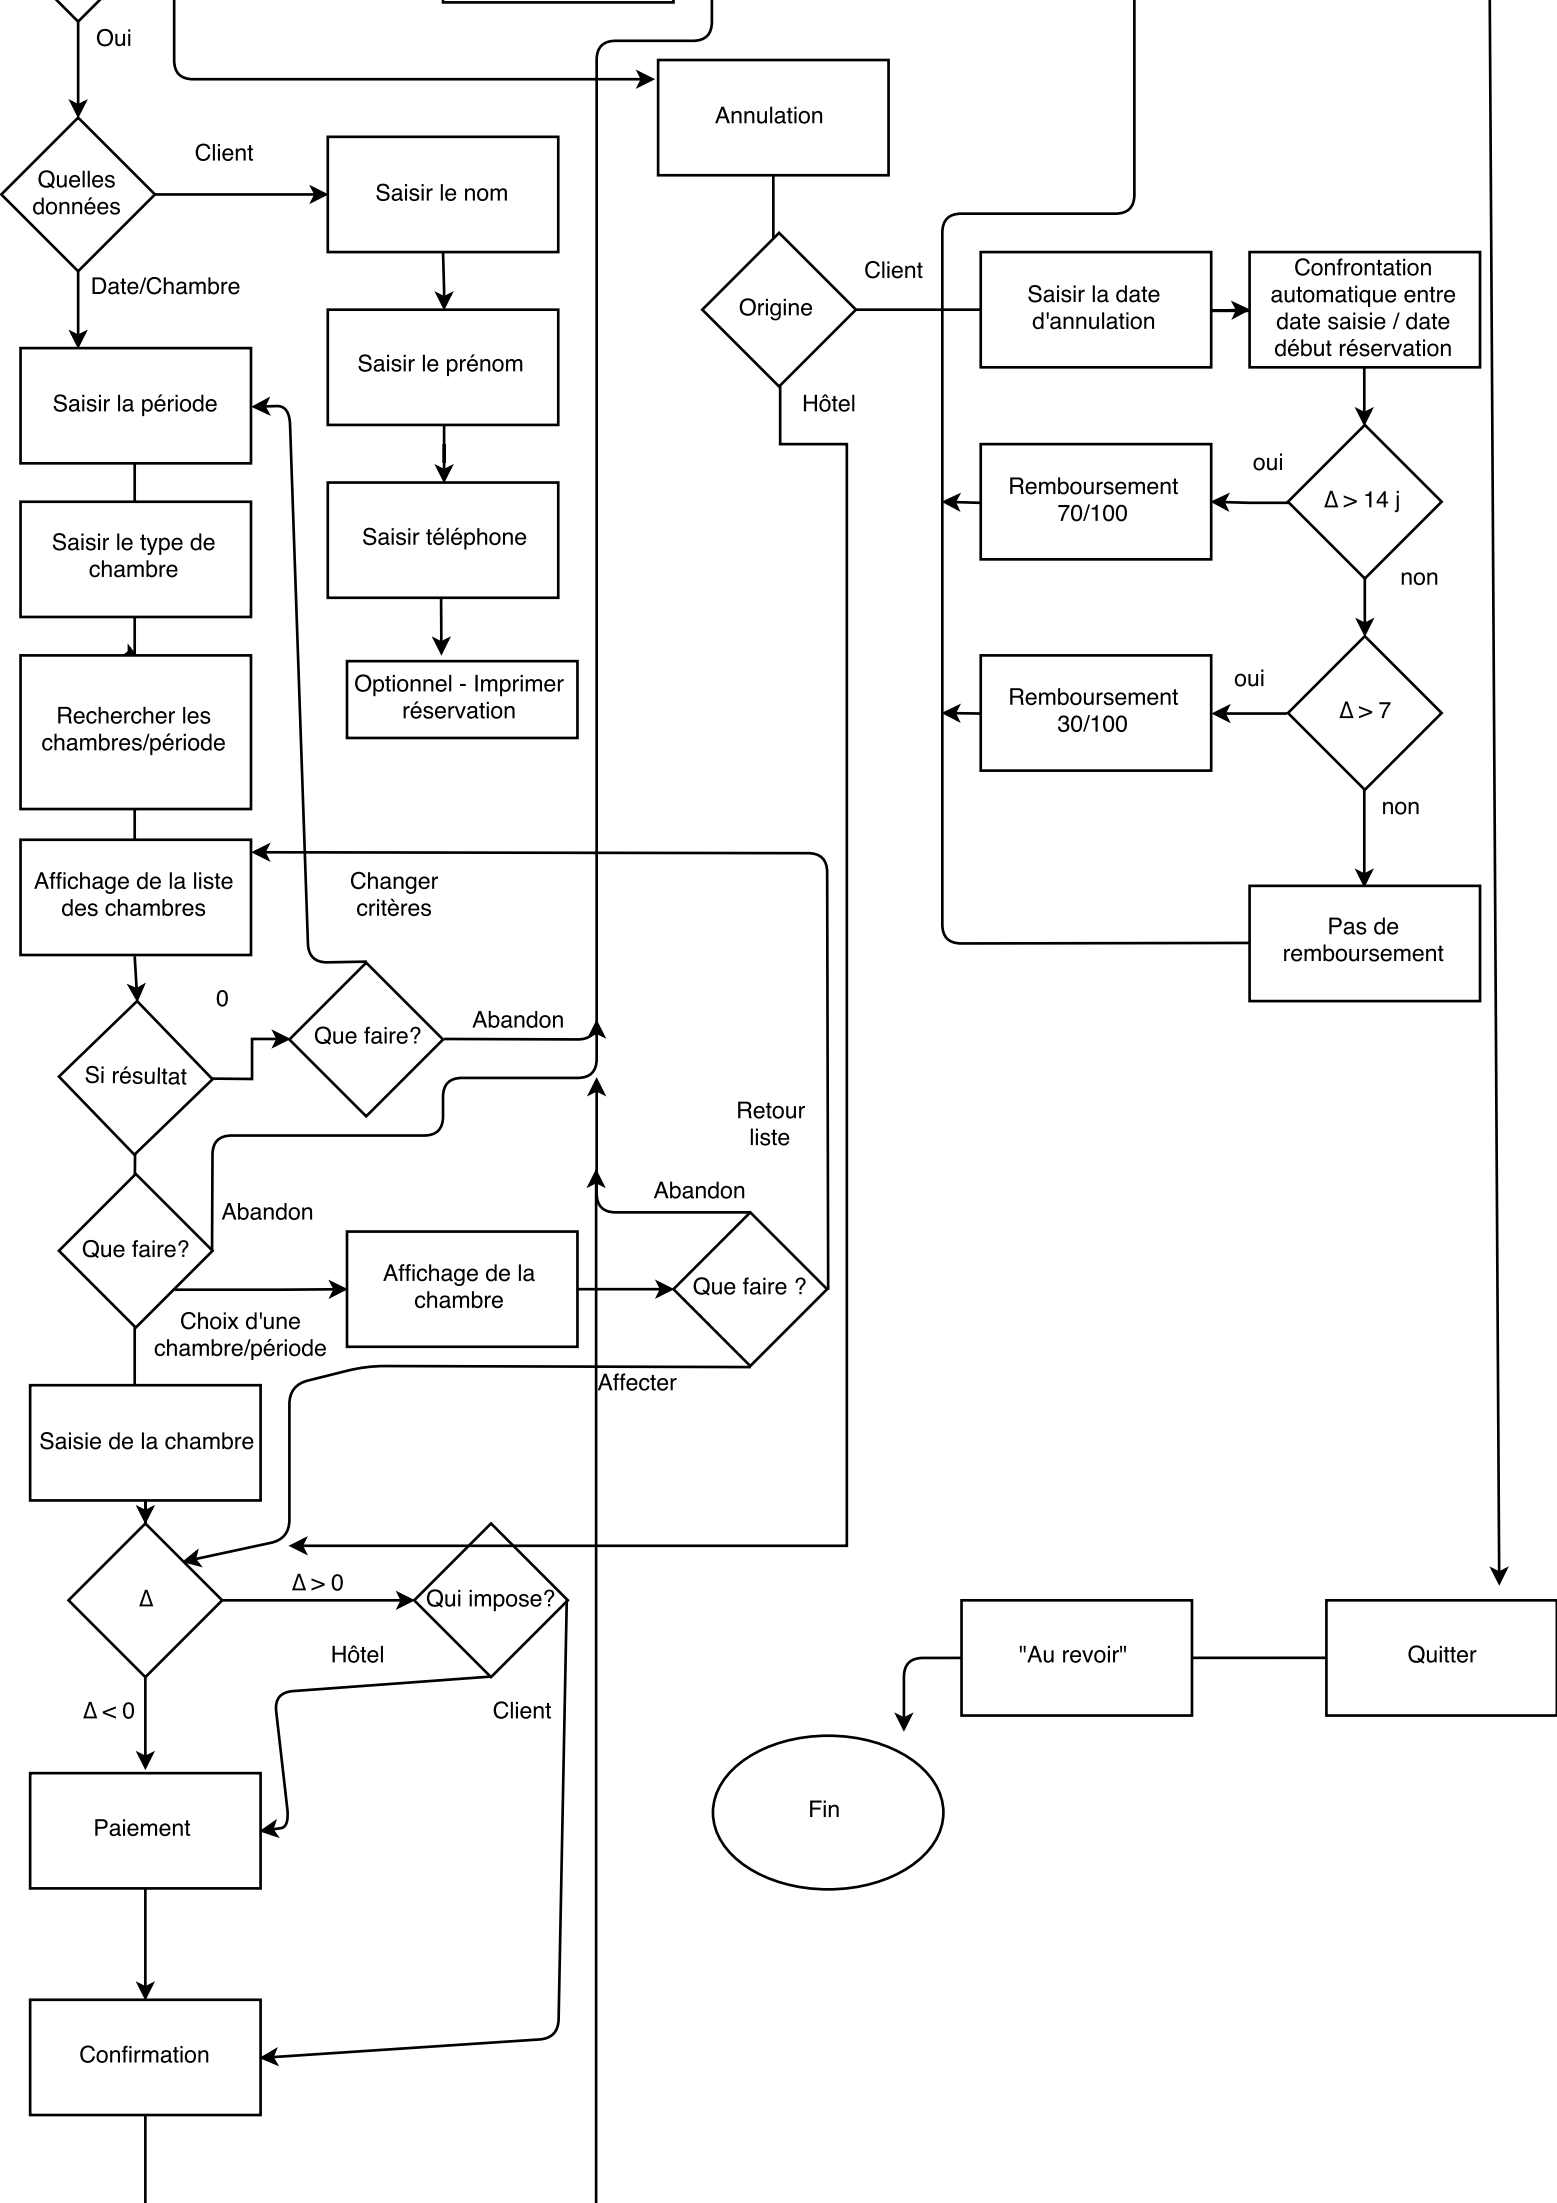 Oui
Annulation
Client
Quelles
données
Saisir le nom
Date/Chambre
Client
Origine
Saisir la date
d'annulation
Confrontation
automatique entre
date saisie / date
début réservation
Saisir le prénom
Saisir la période
Hôtel
oui
Remboursement
70/100
Δ > 14 j
Saisir le type de
chambre
Saisir téléphone
non
Optionnel - Imprimer
réservation
Rechercher les
chambres/période
oui
Remboursement
30/100
Δ > 7
non
Affichage de la liste
des chambres
Changer
critères
Pas de
remboursement
0
Que faire?
Abandon
Si résultat
Retour
liste
Abandon
Abandon
Que faire?
Affichage de la
chambre
Que faire ?
Choix d'une
chambre/période
Affecter
Saisie de la chambre
Δ
Δ > 0
Qui impose?
Hôtel
Client
Δ < 0
"Au revoir"
Quitter
Paiement
Fin
Confirmation